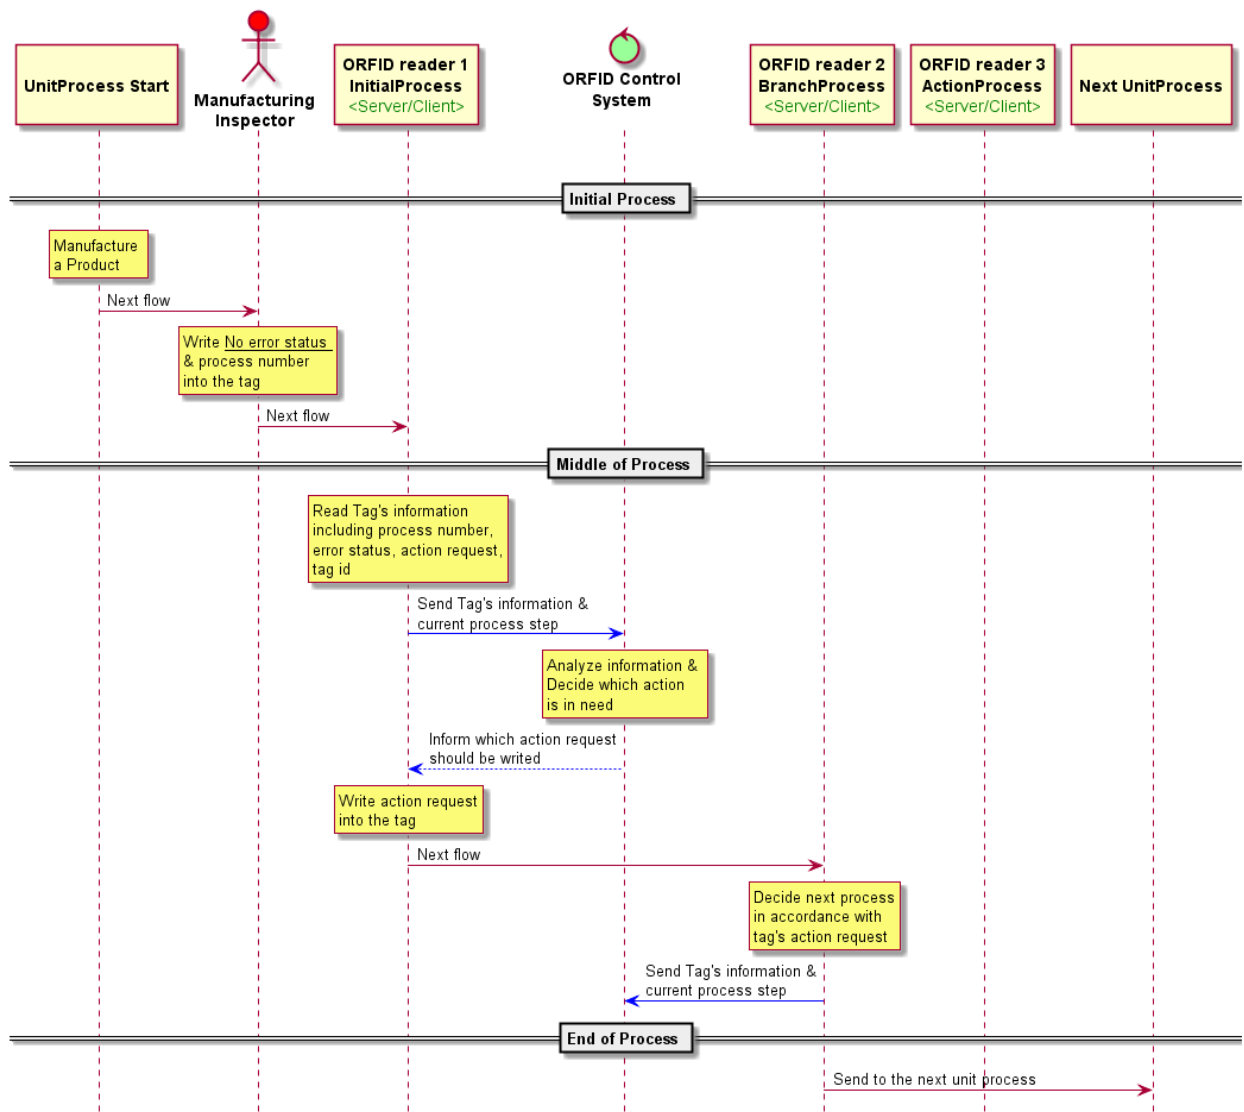 UnitProcess Start
Manufacturing
Inspector
ORFID reader 1
InitialProcess
<Server/Client>
ORFID Control
System
ORFID reader 2
BranchProcess
<Server/Client>
ORFID reader 3
ActionProcess
<Server/Client>
Next UnitProcess
Initial Process
Manufacture
a Product
Next flow
Write No error status
& process number
into the tag
Next flow
Middle of Process
Read Tag's information
including process number,
error status, action request,
tag id
Send Tag's information &
current process step
Analyze information &
Decide which action
is in need
Inform which action request
should be writed
Write action request
into the tag
Next flow
Decide next process
in accordance with
tag's action request
Send Tag's information &
current process step
End of Process
Send to the next unit process